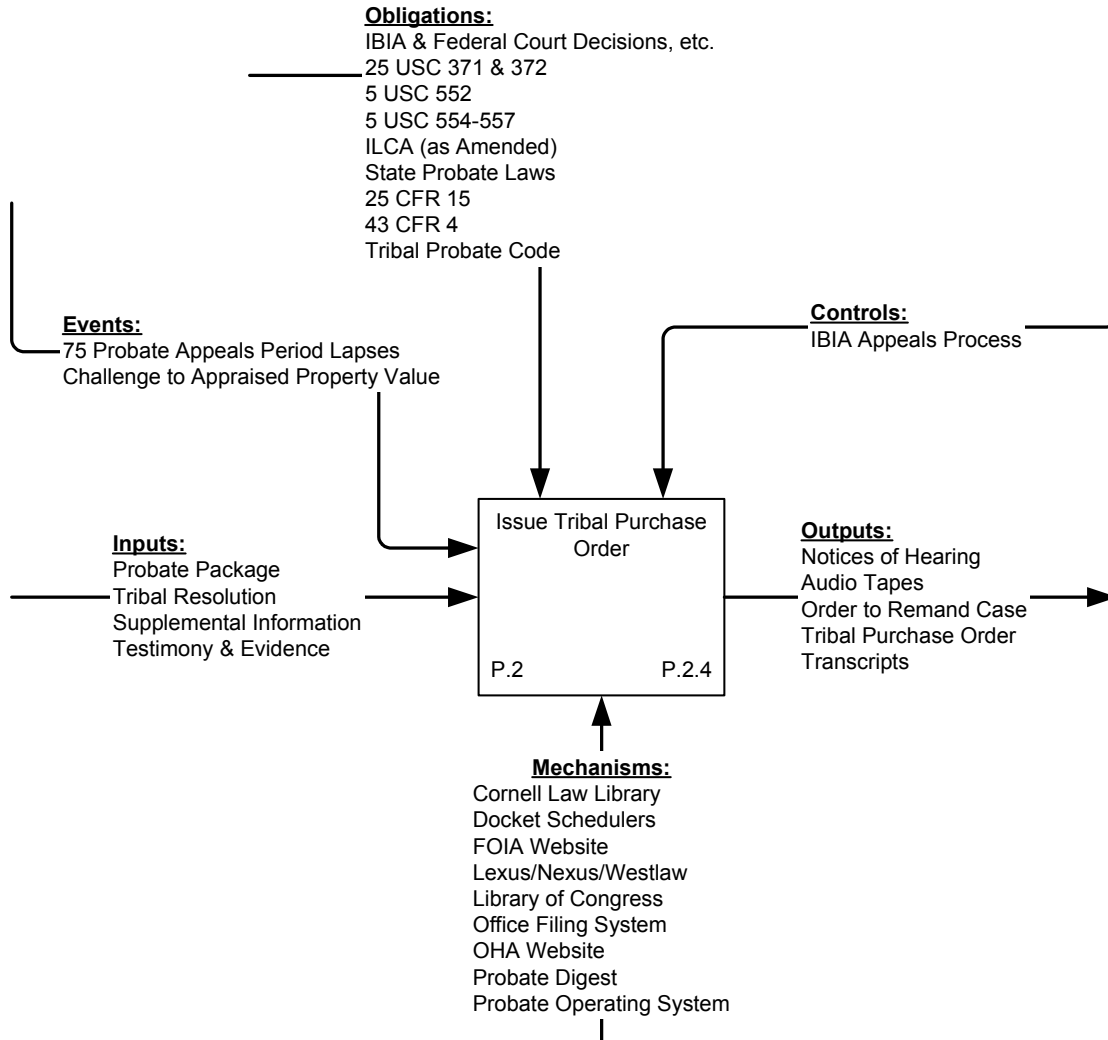 Obligations:
IBIA & Federal Court Decisions, etc.
25 USC 371 & 372
5 USC 552
5 USC 554-557
ILCA (as Amended)
State Probate Laws
25 CFR 15
43 CFR 4
Tribal Probate Code
Events:
75 Probate Appeals Period Lapses
Challenge to Appraised Property Value
Controls:
IBIA Appeals Process
Inputs:
Probate Package
Tribal Resolution
Supplemental Information
Testimony & Evidence
Issue Tribal Purchase
Order
P.2 P.2.4
Outputs:
Notices of Hearing
Audio Tapes
Order to Remand Case
Tribal Purchase Order
Transcripts
Mechanisms:
Cornell Law Library
Docket Schedulers
FOIA Website
Lexus/Nexus/Westlaw
Library of Congress
Office Filing System
OHA Website
Probate Digest
Probate Operating System